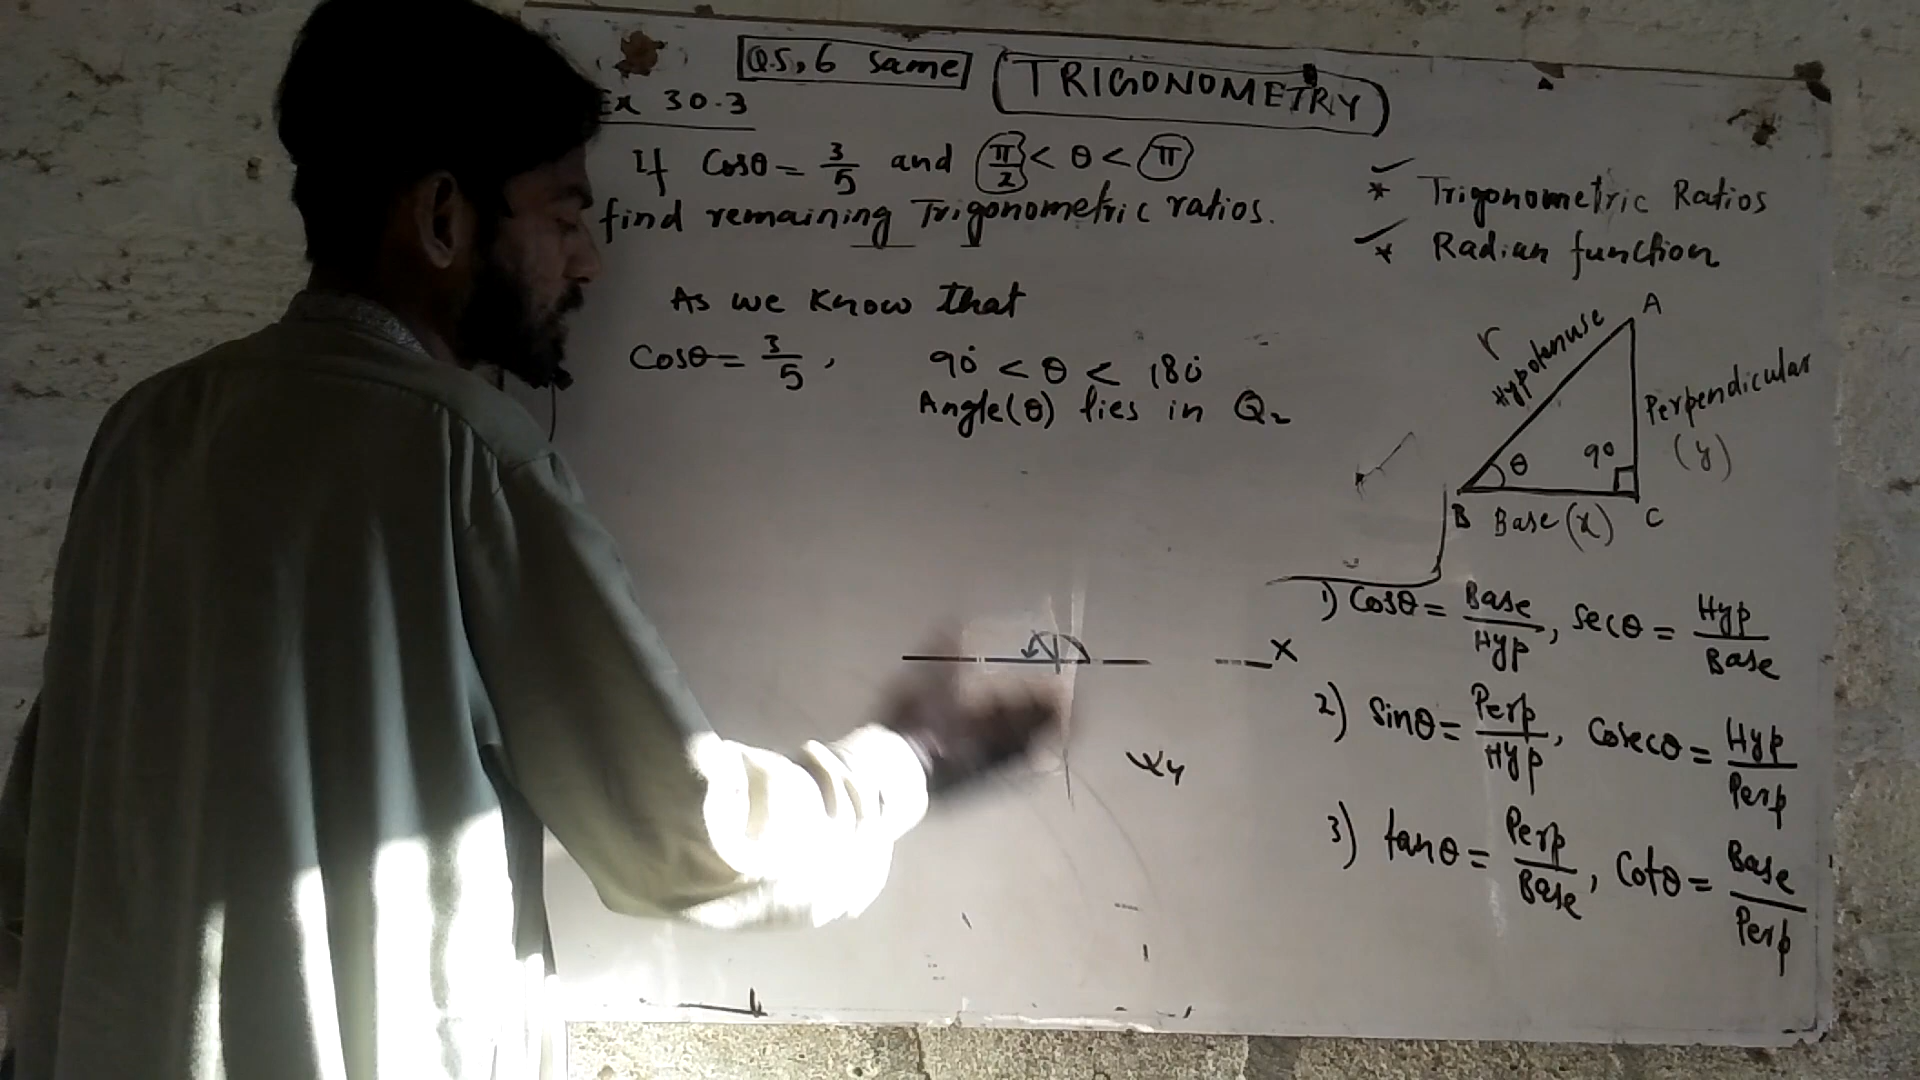 Q.5,6 Same
TRIGONOMETRY
Ex 30.3
If Cosθ = 3/5 and π/2 < θ < π
find remaining Trigonometric ratios.
As we know that
Cosθ = 3/5, 90° < θ < 180°
Angle(θ) lies in Q2
X
* Trigonometric Ratios
* Radian function
A
r
Hypotenuse
Perpendicular
(y)
θ
90
B Base (x) C
1) Cosθ = Base/Hyp, Secθ = Hyp/Base
2) Sinθ = Perp/Hyp, Cosecθ = Hyp/Perp
3) tanθ = Perp/Base, Cotθ = Base/Perp